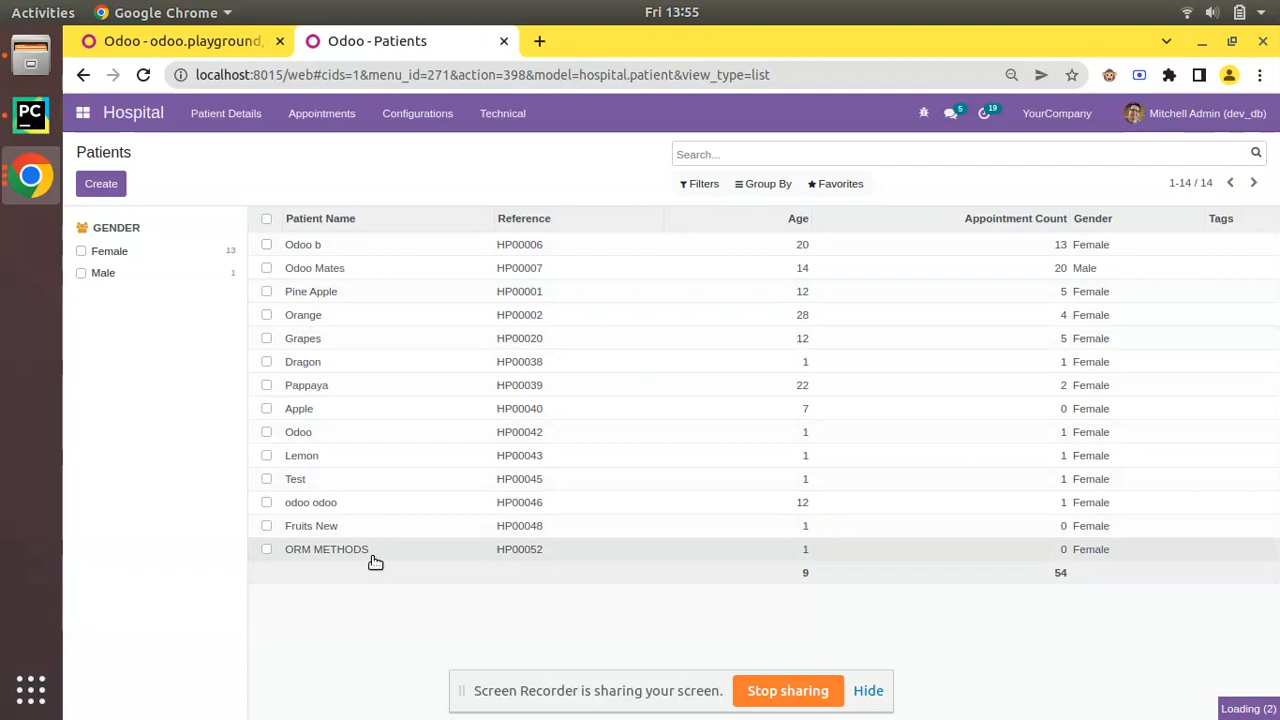 Activities Google Chrome Fri 13:55
Odoo - odoo.playground, Odoo - Patients
localhost:8015/web#cids=1&menu_id=271&action=398&model=hospital.patient&view_type=list
PC Hospital Patient Details Appointments Configurations Technical 5 19 YourCompany Mitchell Admin (dev_db)
Patients Search...
Create Filters Group By Favorites 1-14 / 14
GENDER Patient Name Reference Age Appointment Count Gender Tags
Female 13 Odoo b HP00006 20 13 Female
Male 1 Odoo Mates HP00007 14 20 Male
Pine Apple HP00001 12 5 Female
Orange HP00002 28 4 Female
Grapes HP00020 12 5 Female
Dragon HP00038 1 1 Female
Pappaya HP00039 22 2 Female
Apple HP00040 7 0 Female
Odoo HP00042 1 1 Female
Lemon HP00043 1 1 Female
Test HP00045 1 1 Female
odoo odoo HP00046 12 1 Female
Fruits New HP00048 1 0 Female
ORM METHODS HP00052 1 0 Female
9 54
Screen Recorder is sharing your screen. Stop sharing Hide
Loading (2)